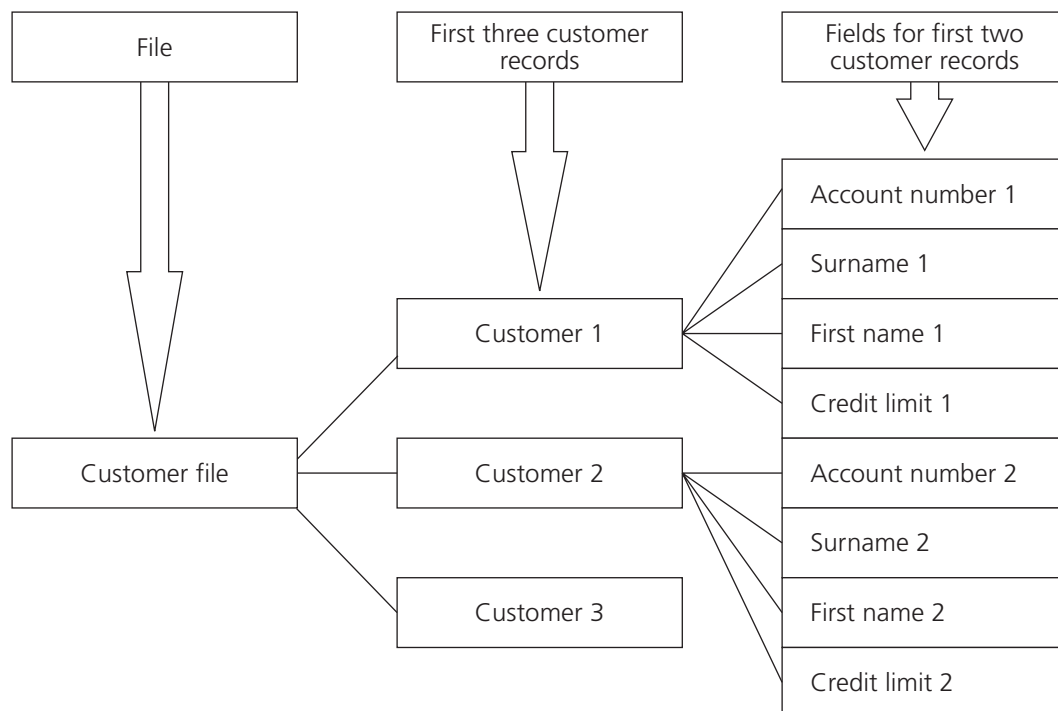 File
First three customer
records
Fields for first two
customer records
Account number 1
Surname 1
Customer 1
First name 1
Credit limit 1
Customer file
Customer 2
Account number 2
Surname 2
Customer 3
First name 2
Credit limit 2